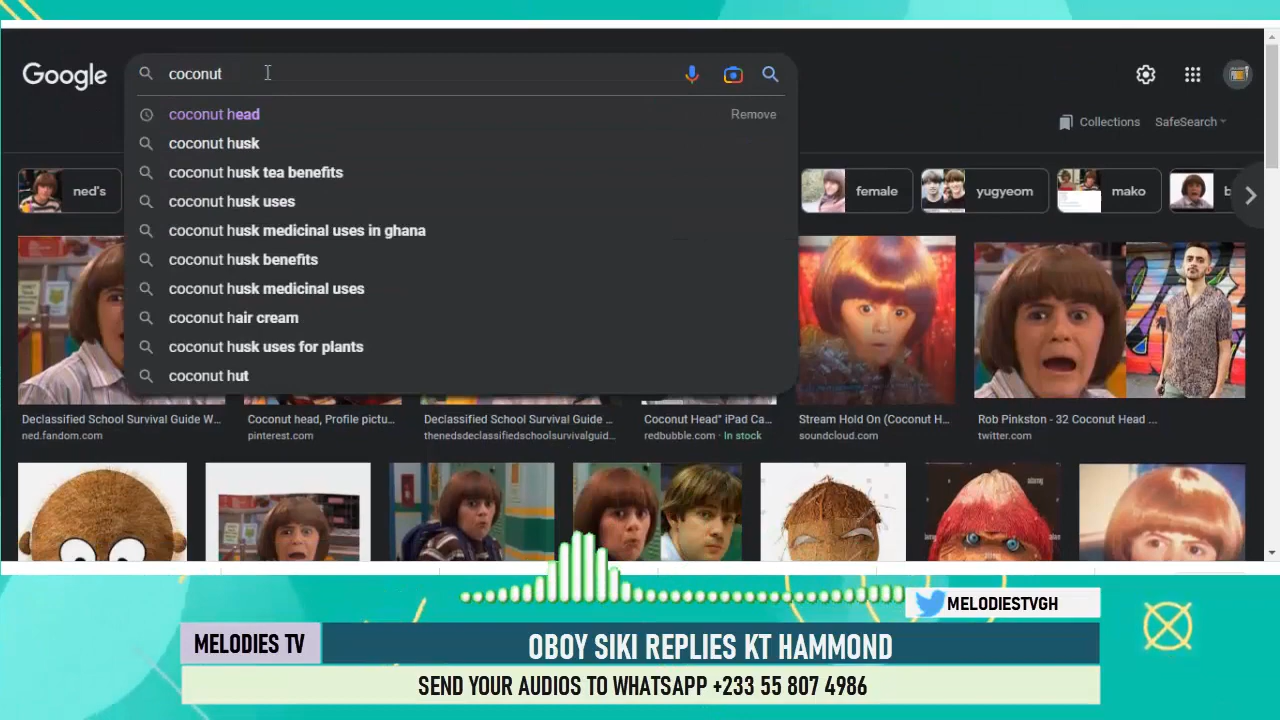 Google
coconut
coconut head
Remove
coconut husk
coconut husk tea benefits
coconut husk uses
coconut husk medicinal uses in ghana
coconut husk benefits
coconut husk medicinal uses
coconut hair cream
coconut husk uses for plants
coconut hut
Collections SafeSearch
ned's
female
yugyeom
mako
Declassified School Survival Guide W...
ned.fandom.com
Coconut head, Profile pictu...
pinterest.com
Declassified School Survival Guide ...
thenedsdeclassifiedschoolsurvivalguid...
Coconut Head" iPad Ca...
redbubble.com · In stock
Stream Hold On (Coconut H...
soundcloud.com
Rob Pinkston - 32 Coconut Head ...
twitter.com
alamy
MELODIESTVGH
MELODIES TV
OBOY SIKI REPLIES KT HAMMOND
SEND YOUR AUDIOS TO WHATSAPP +233 55 807 4986